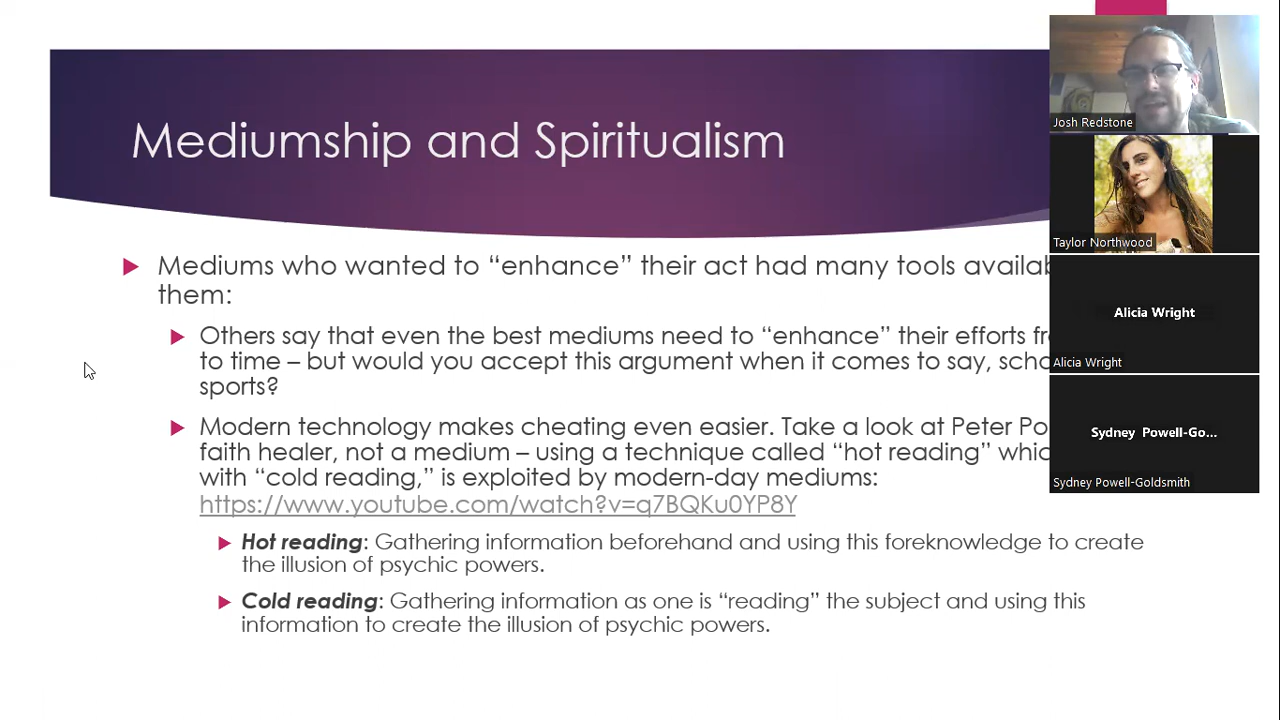 Mediumship and Spiritualism
Mediums who wanted to “enhance” their act had many tools
them:
Others say that even the best mediums need to “enhance” their efforts
to time – but would you accept this argument when it comes to say,
sports?
Modern technology makes cheating even easier. Take a look at Peter
faith healer, not a medium – using a technique called “hot reading”
with “cold reading,” is exploited by modern-day mediums:
https://www.youtube.com/watch?v=q7BQKu0YP8Y
Hot reading: Gathering information beforehand and using this foreknowledge to create
the illusion of psychic powers.
Cold reading: Gathering information as one is “reading” the subject and using this
information to create the illusion of psychic powers.
Josh Redstone
Taylor Northwood
Alicia Wright
Alicia Wright
Sydney Powell-Go...
Sydney Powell-Goldsmith